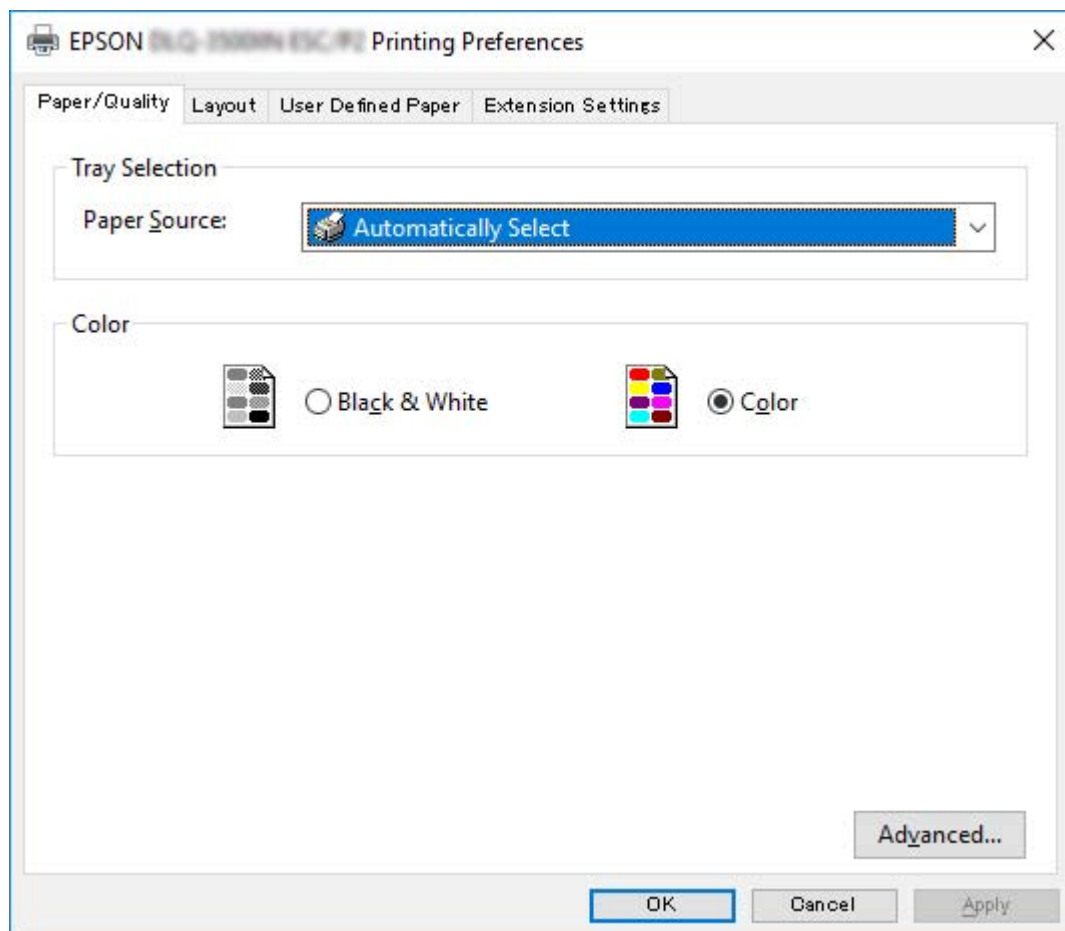 EPSON Printing Preferences
Paper/Quality Layout User Defined Paper Extension Settings
Tray Selection
Paper Source: Automatically Select
Color
Black & White Color
Advanced...
OK Cancel Apply